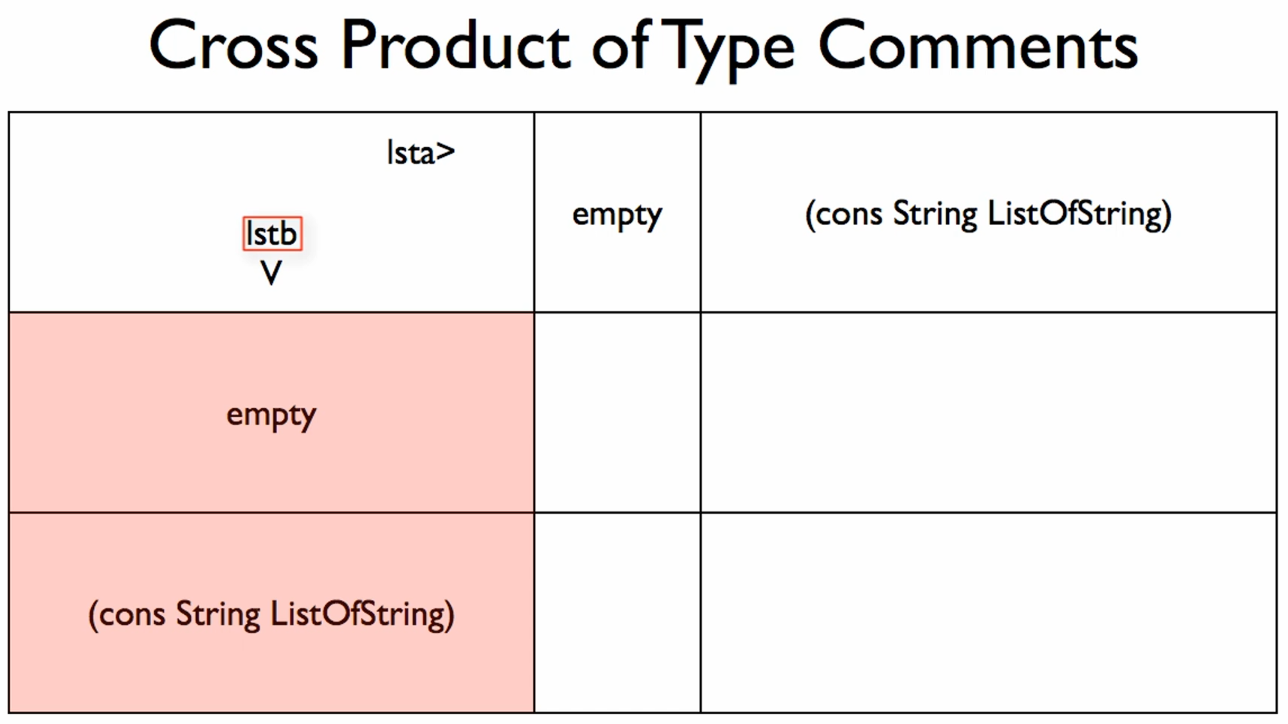 Cross Product of Type Comments
lsta>
lstb
V
empty
(cons String ListOfString)
empty
(cons String ListOfString)